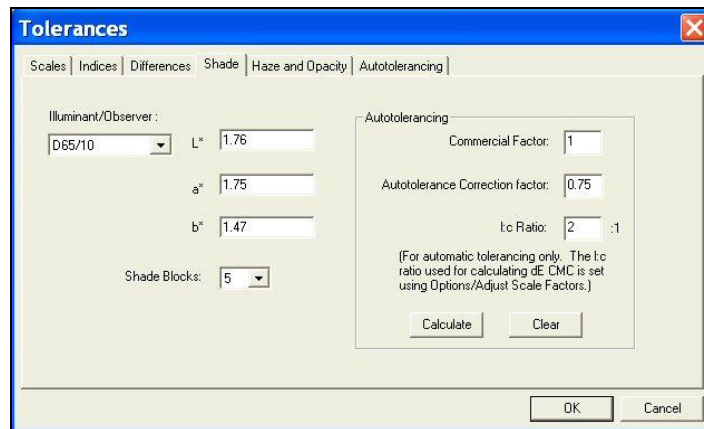 Tolerances
Scales Indices Differences Shade Haze and Opacity Autotolerancing
Illuminant/Observer :
D65/10
L* 1.76
a* 1.75
b* 1.47
Shade Blocks: 5
Autotolerancing
Commercial Factor: 1
Autotolerance Correction factor: 0.75
l:c Ratio: 2 :1
(For automatic tolerancing only. The l:c
ratio used for calculating dE CMC is set
using Options/Adjust Scale Factors.)
Calculate Clear
OK Cancel